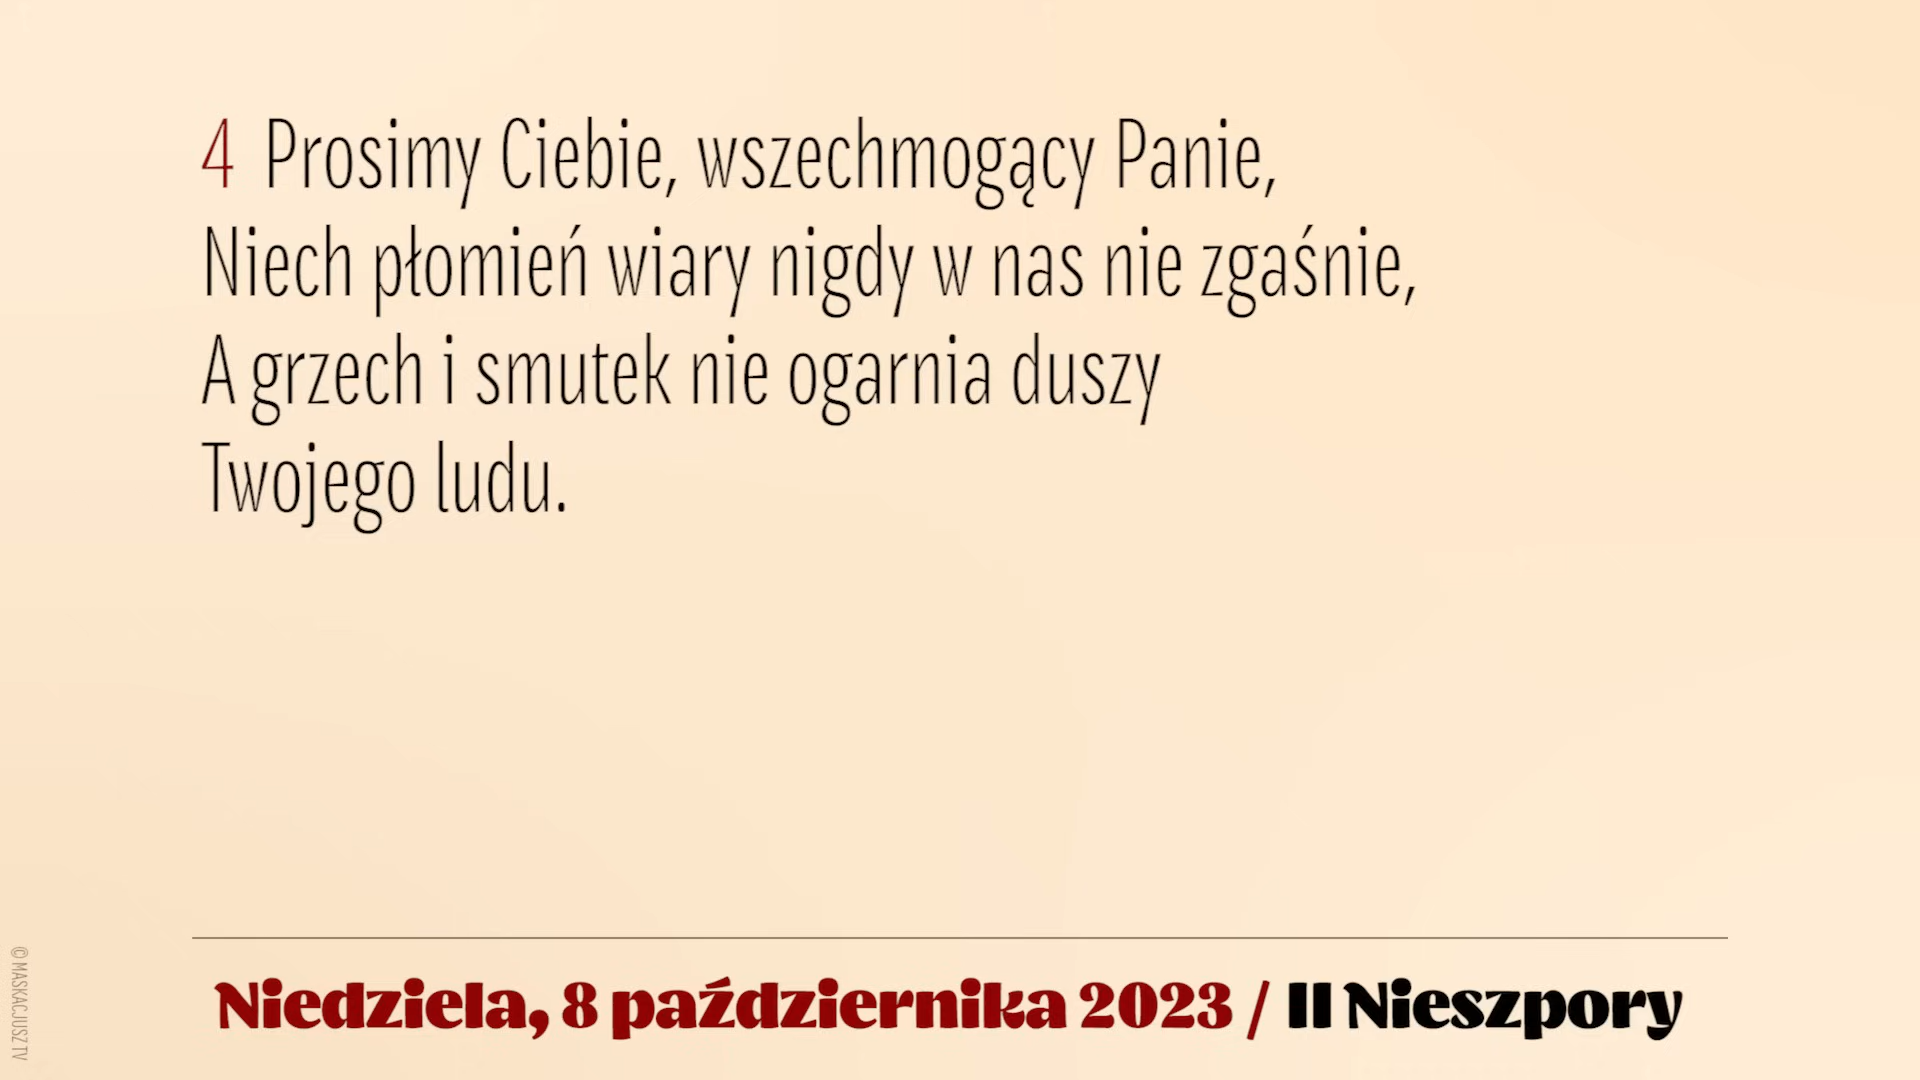 4 Prosimy Ciebie, wszechmogący Panie,
Niech płomień wiary nigdy w nas nie zgaśnie,
A grzech i smutek nie ogarnia duszy
Twojego ludu.
Niedziela, 8 października 2023 / II Nieszpory
© MASKACJUSZ TV